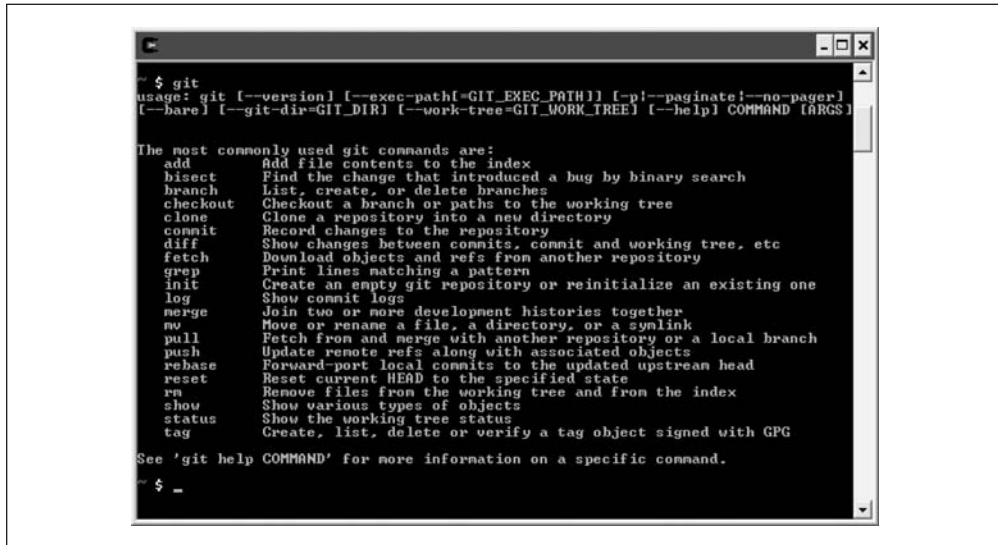 ~ $ git
usage: git [--version] [--exec-path[=GIT_EXEC_PATH]] [-p|--paginate|--no-pager]
[--bare] [--git-dir=GIT_DIR] [--work-tree=GIT_WORK_TREE] [--help] COMMAND [ARGS]
The most commonly used git commands are:
add Add file contents to the index
bisect Find the change that introduced a bug by binary search
branch List, create, or delete branches
checkout Checkout a branch or paths to the working tree
clone Clone a repository into a new directory
commit Record changes to the repository
diff Show changes between commits, commit and working tree, etc
fetch Download objects and refs from another repository
grep Print lines matching a pattern
init Create an empty git repository or reinitialize an existing one
log Show commit logs
merge Join two or more development histories together
mv Move or rename a file, a directory, or a symlink
pull Fetch from and merge with another repository or a local branch
push Update remote refs along with associated objects
rebase Forward-port local commits to the updated upstream head
reset Reset current HEAD to the specified state
rm Remove files from the working tree and from the index
show Show various types of objects
status Show the working tree status
tag Create, list, delete or verify a tag object signed with GPG
See 'git help COMMAND' for more information on a specific command.
~ $ _